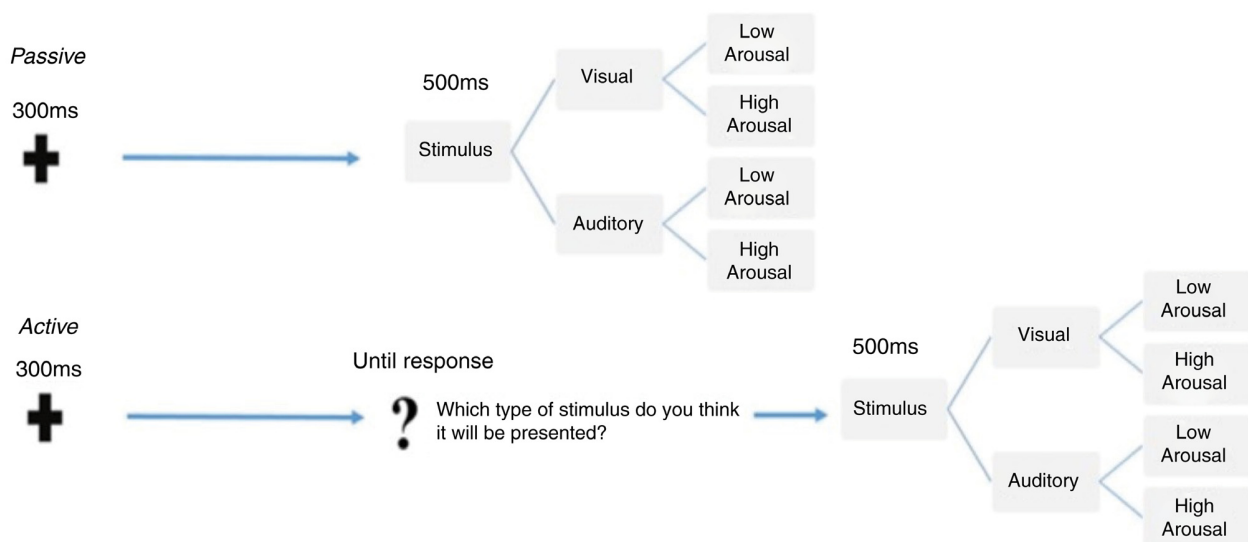 Passive
300ms
500ms
Stimulus
Visual
Auditory
Low
Arousal
High
Arousal
Low
Arousal
High
Arousal
Active
300ms
Until response
?
Which type of stimulus do you think
it will be presented?
500ms
Stimulus
Visual
Auditory
Low
Arousal
High
Arousal
Low
Arousal
High
Arousal